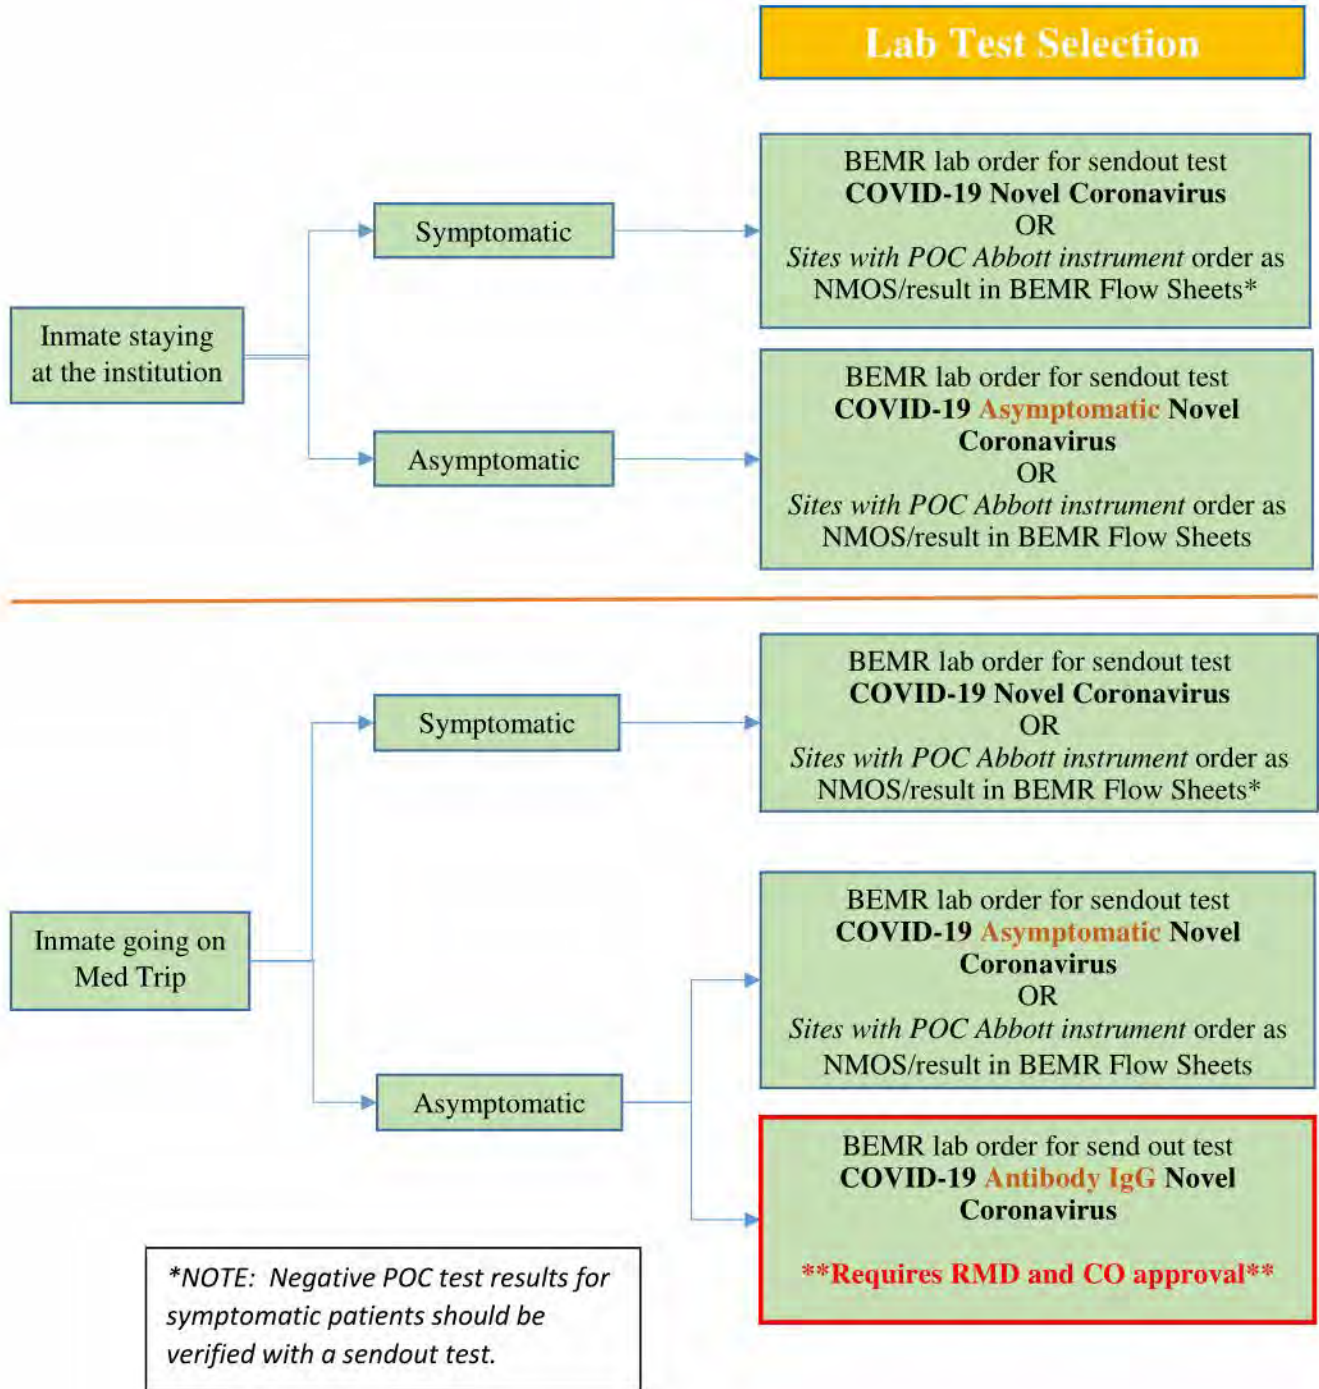 Lab Test Selection
BEMR lab order for sendout test
COVID-19 Novel Coronavirus
OR
Sites with POC Abbott instrument order as
NMOS/result in BEMR Flow Sheets*
Symptomatic
Inmate staying
at the institution
BEMR lab order for sendout test
COVID-19 Asymptomatic Novel
Coronavirus
OR
Sites with POC Abbott instrument order as
NMOS/result in BEMR Flow Sheets
Asymptomatic
BEMR lab order for sendout test
COVID-19 Novel Coronavirus
OR
Sites with POC Abbott instrument order as
NMOS/result in BEMR Flow Sheets*
Symptomatic
Inmate going on
Med Trip
BEMR lab order for sendout test
COVID-19 Asymptomatic Novel
Coronavirus
OR
Sites with POC Abbott instrument order as
NMOS/result in BEMR Flow Sheets
Asymptomatic
BEMR lab order for send out test
COVID-19 Antibody IgG Novel
Coronavirus
**Requires RMD and CO approval**
*NOTE: Negative POC test results for
symptomatic patients should be
verified with a sendout test.